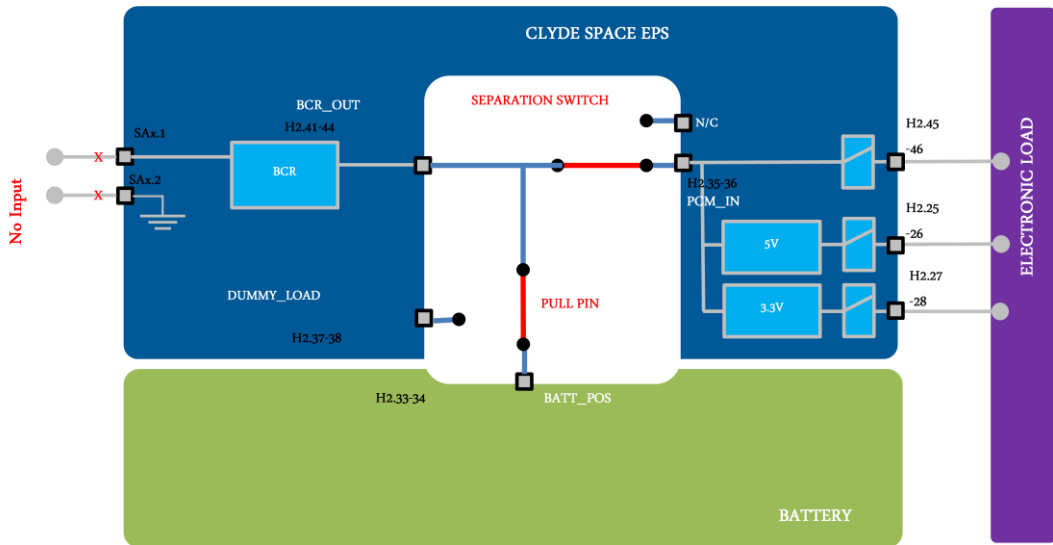 CLYDE SPACE EPS
SEPARATION SWITCH
BCR_OUT
H2.41-44
SAx.1
x
BCR
SAx.2
x
No Input
N/C
H2.35-36
PCM_IN
H2.45
-46
H2.25
-26
5V
H2.27
-28
3.3V
ELECTRONIC LOAD
DUMMY_LOAD
H2.37-38
PULL PIN
H2.33-34
BATT_POS
BATTERY